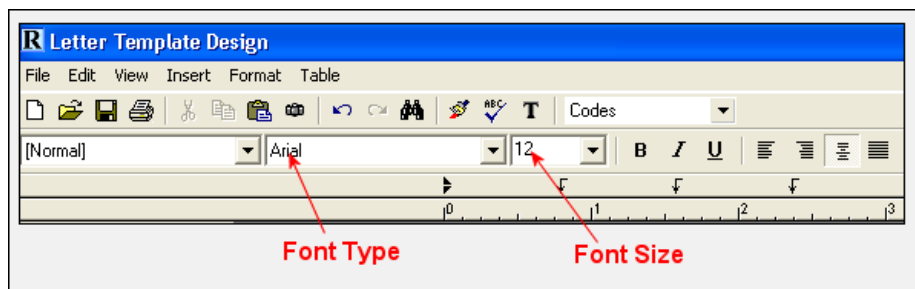 R Letter Template Design
File Edit View Insert Format Table
ABC T Codes
[Normal] Arial 12 B I U
0 1 2 3
Font Type Font Size